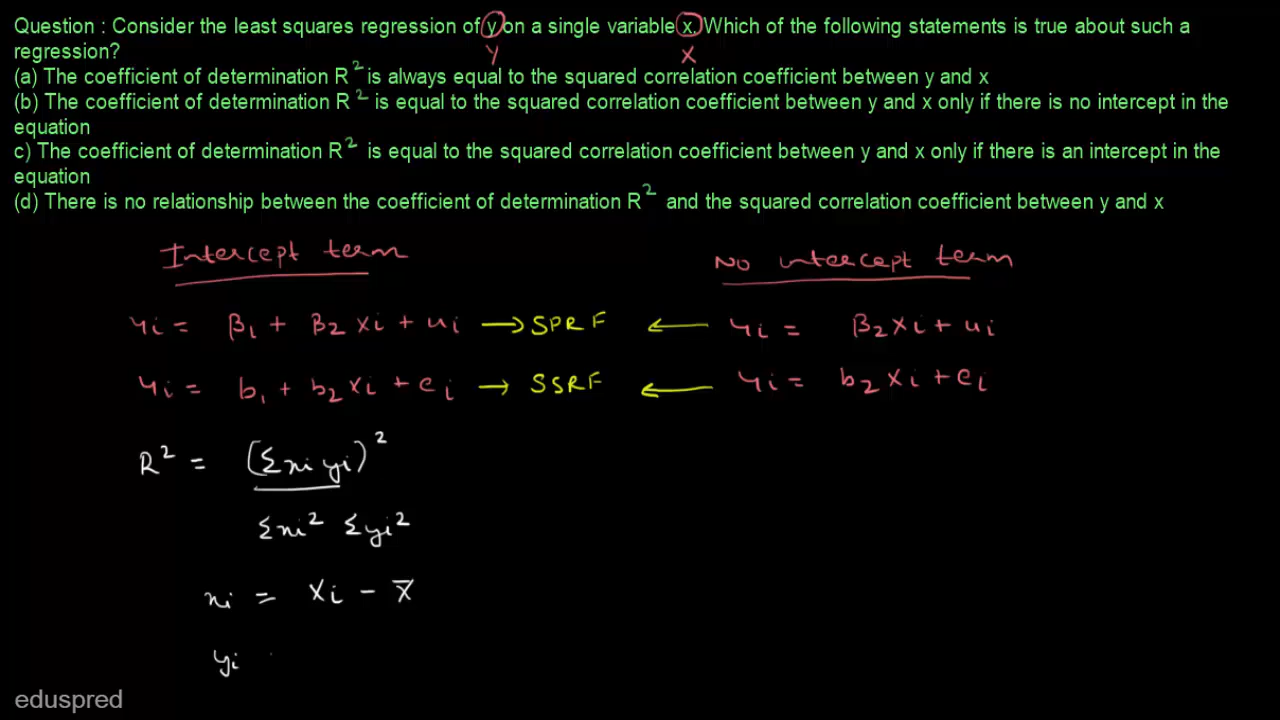 Question : Consider the least squares regression of y on a single variable x. Which of the following statements is true about such a
regression?
Y X
(a) The coefficient of determination R² is always equal to the squared correlation coefficient between y and x
(b) The coefficient of determination R² is equal to the squared correlation coefficient between y and x only if there is no intercept in the
equation
c) The coefficient of determination R² is equal to the squared correlation coefficient between y and x only if there is an intercept in the
equation
(d) There is no relationship between the coefficient of determination R² and the squared correlation coefficient between y and x
Intercept term No intercept term
Yi = β1 + β2 Xi + ui → SPRF ← Yi = β2 Xi + ui
Yi = b1 + b2 Xi + ei → SSRF ← Yi = b2 Xi + ei
R² = (Σxi yi)²
Σxi² Σyi²
xi = Xi - X̄
yi
eduspred